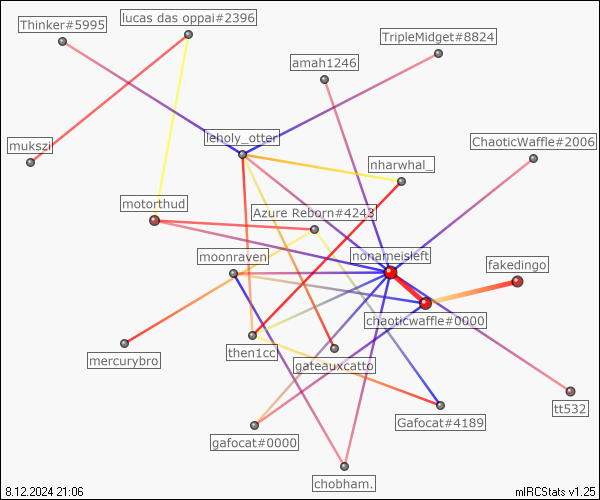 Thinker#5995
lucas das oppai#2396
TripleMidget#8824
amah1246
mukszi
leholy_otter
ChaoticWaffle#2006
nharwhal_
motorthud
Azure Reborn#4243
moonraven
nonameisleft
fakedingo
chaoticwaffle#0000
mercurybro
then1cc
gateauxcatto
tt532
gafocat#0000
Gafocat#4189
chobham.
8.12.2024 21:06
mIRCStats v1.25